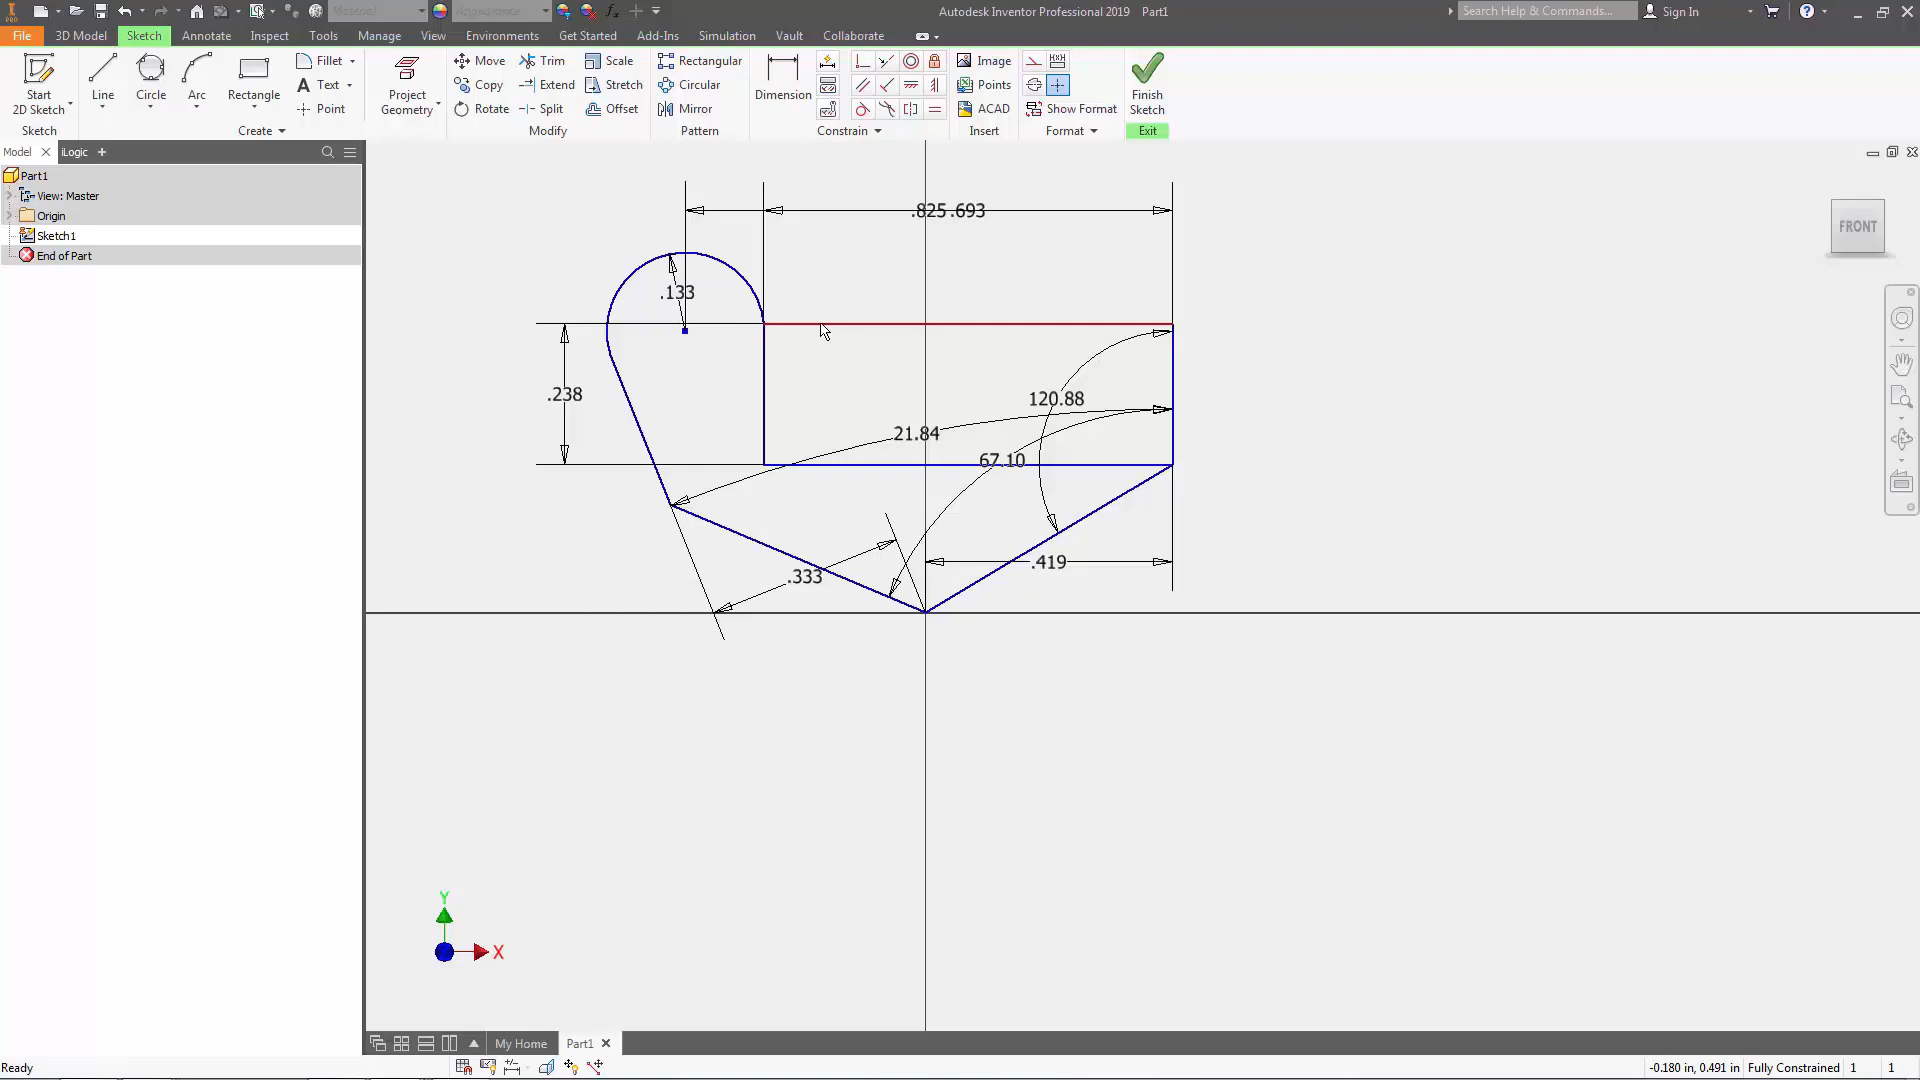 PRO
Material
Appearance
Autodesk Inventor Professional 2019 Part1
Search Help & Commands...
Sign In
File 3D Model Sketch Annotate Inspect Tools Manage View Environments Get Started Add-Ins Simulation Vault Collaborate
Start
2D Sketch
Sketch
Line
Circle
Arc
Rectangle
Fillet
Text
Point
Create
Project
Geometry
Move
Copy
Rotate
Trim
Extend
Split
Scale
Stretch
Offset
Modify
Rectangular
Circular
Mirror
Pattern
Dimension
Constrain
Image
Points
ACAD
Insert
Show Format
Format
Finish
Sketch
Exit
Model
iLogic
Part1
View: Master
Origin
Sketch1
End of Part
.825
.693
.133
.238
120.88
21.84
67.10
.333
.419
FRONT
Y
X
My Home
Part1
Ready
-0.180 in, 0.491 in Fully Constrained 1 1